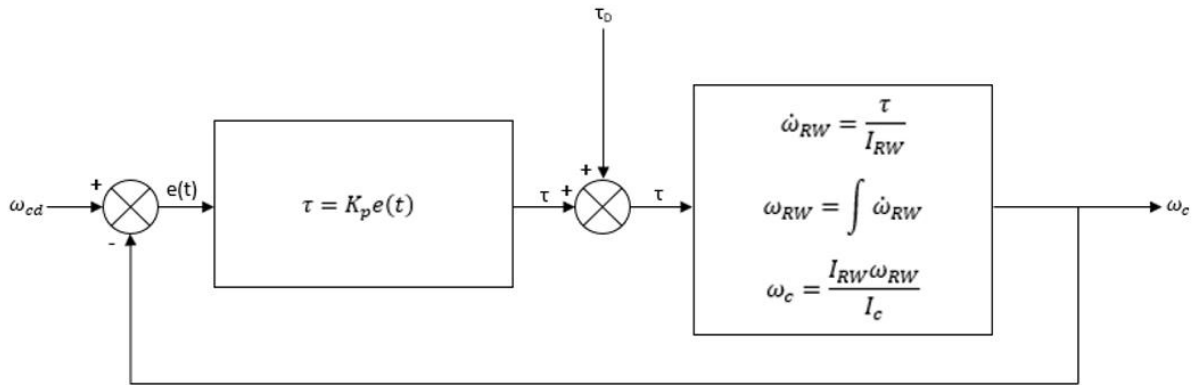 τ_D
+
ω_cd
+
-
e(t)
τ = K_p e(t)
τ
+
τ
ω̇_RW = τ / I_RW
ω_RW = ∫ ω̇_RW
ω_c = I_RW ω_RW / I_c
ω_c